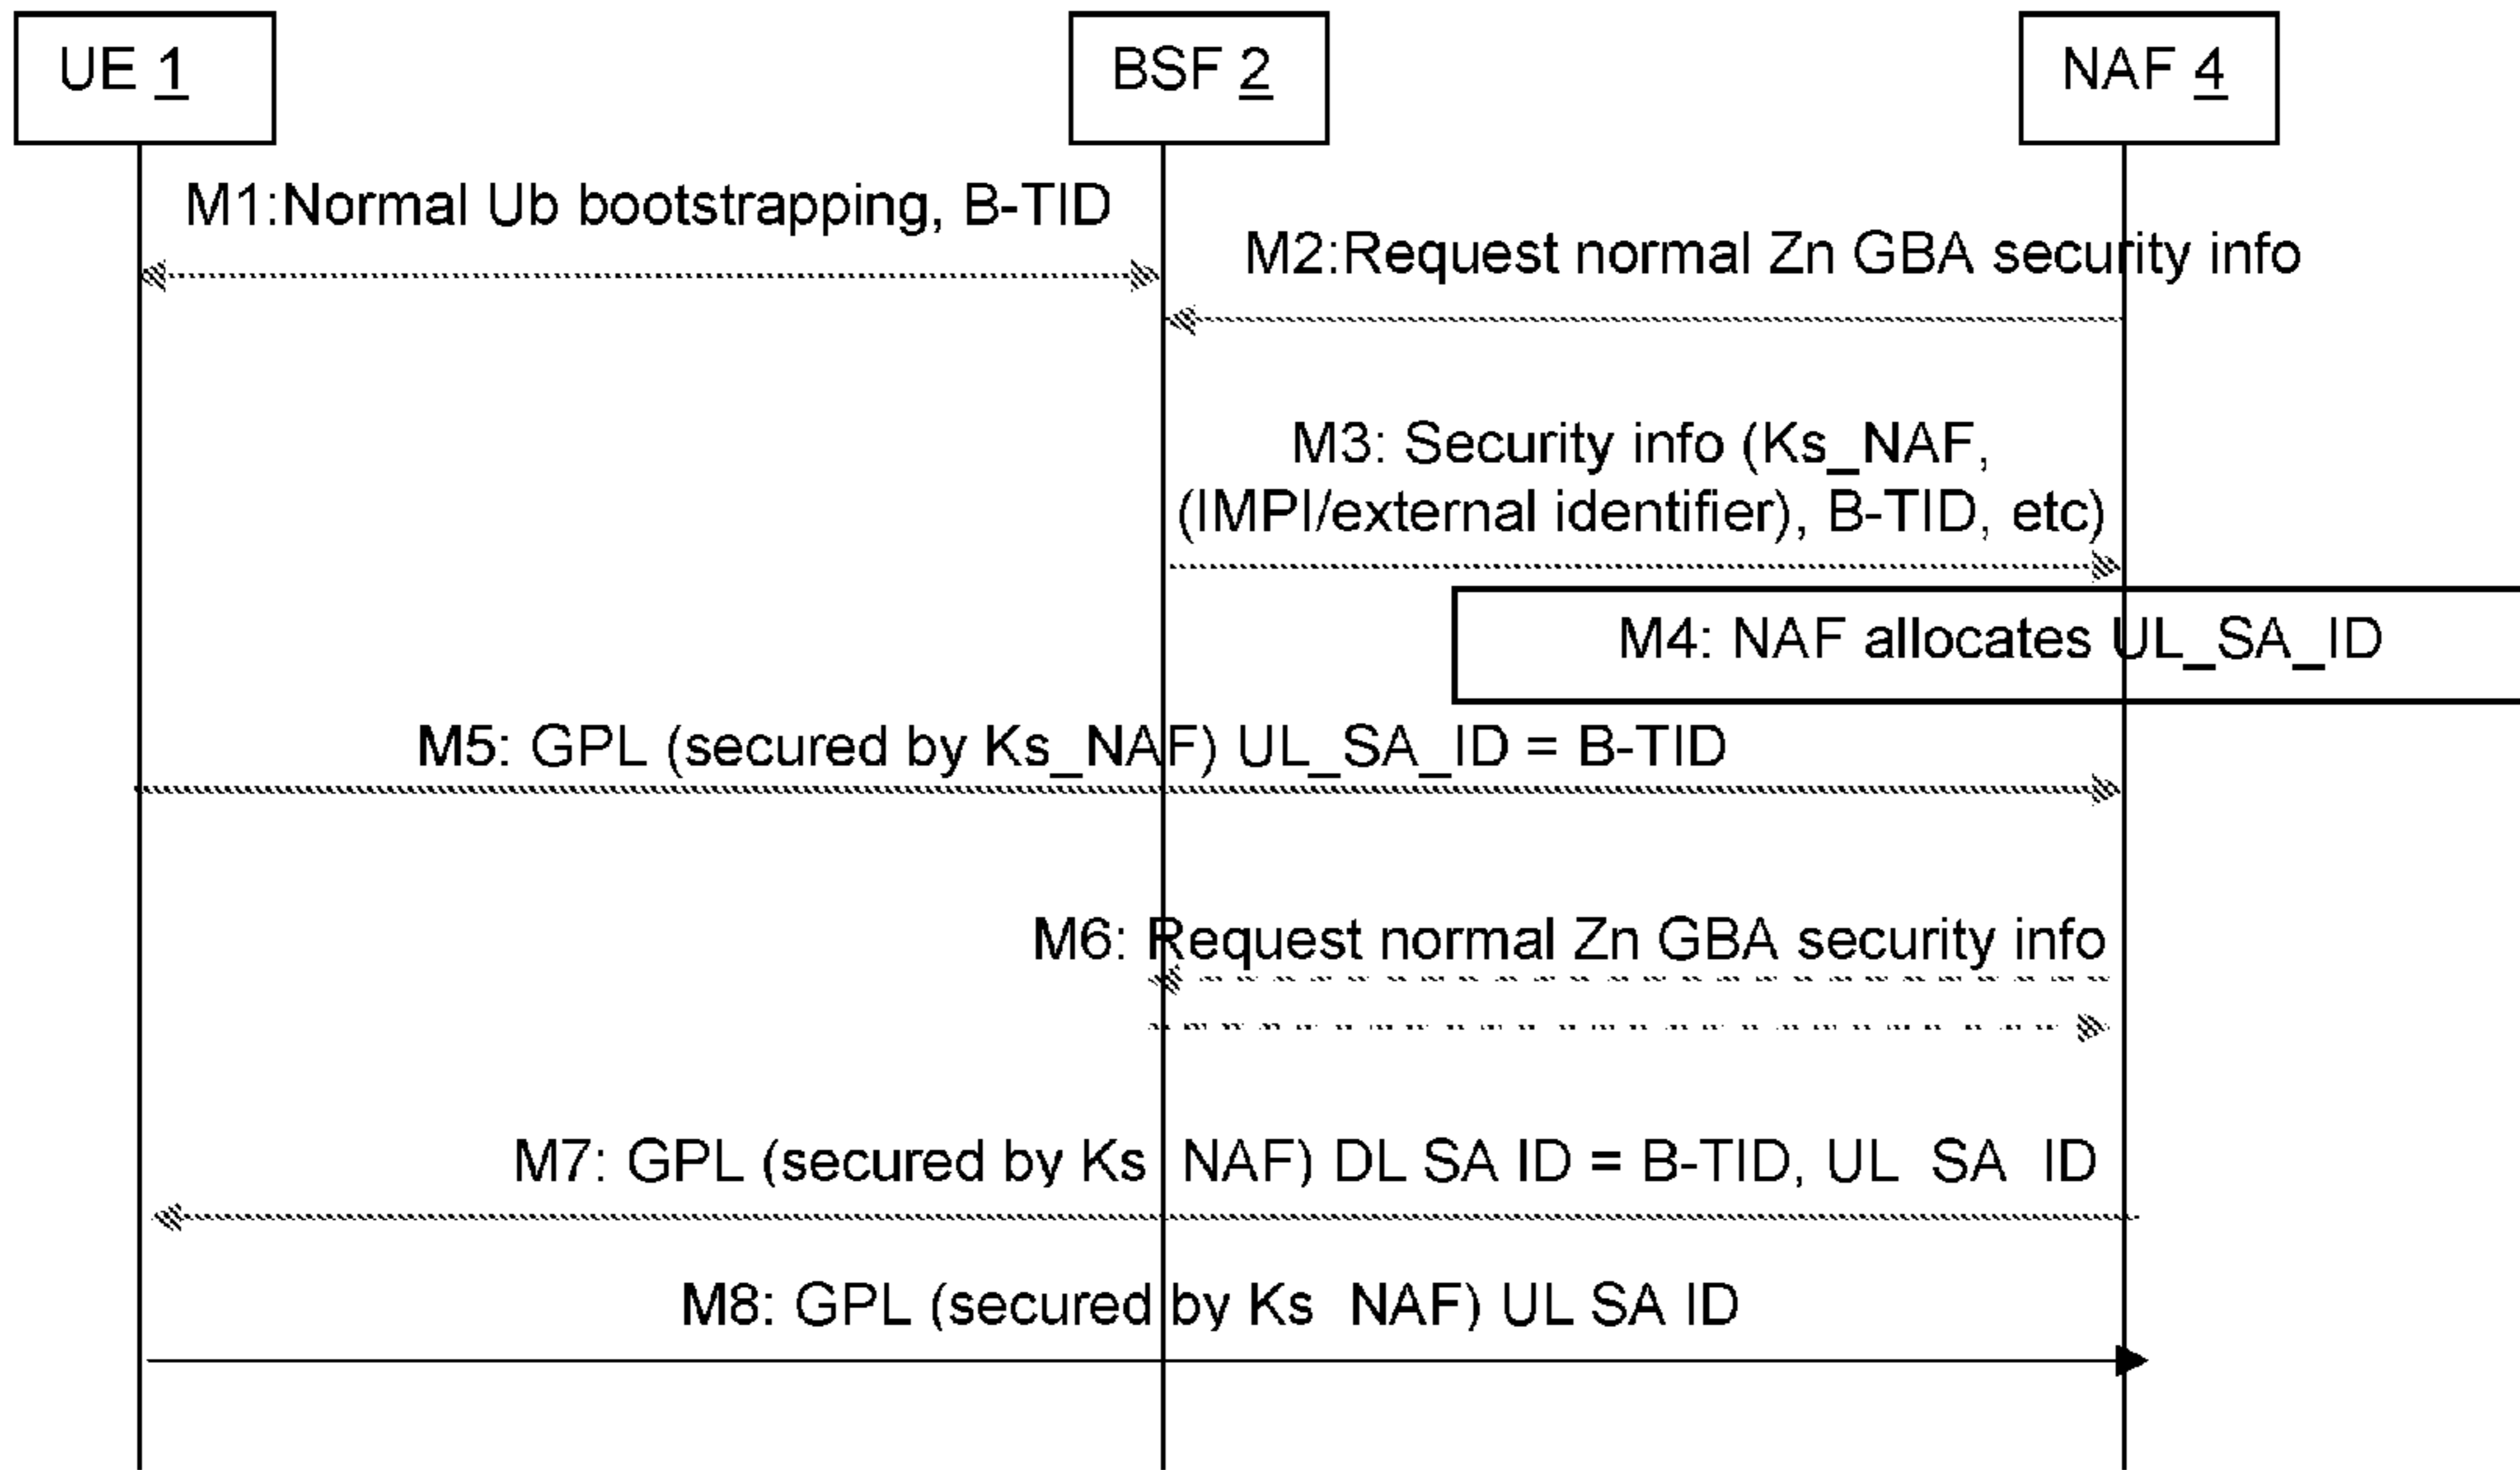 UE 1
BSF 2
NAF 4
M1:Normal Ub bootstrapping, B-TID
M2:Request normal Zn GBA security info
M3: Security info (Ks_NAF,
(IMPI/external identifier), B-TID, etc)
M4: NAF allocates UL_SA_ID
M5: GPL (secured by Ks_NAF) UL_SA_ID = B-TID
M6: Request normal Zn GBA security info
M7: GPL (secured by Ks NAF) DL SA ID = B-TID, UL SA ID
M8: GPL (secured by Ks NAF) UL SA ID